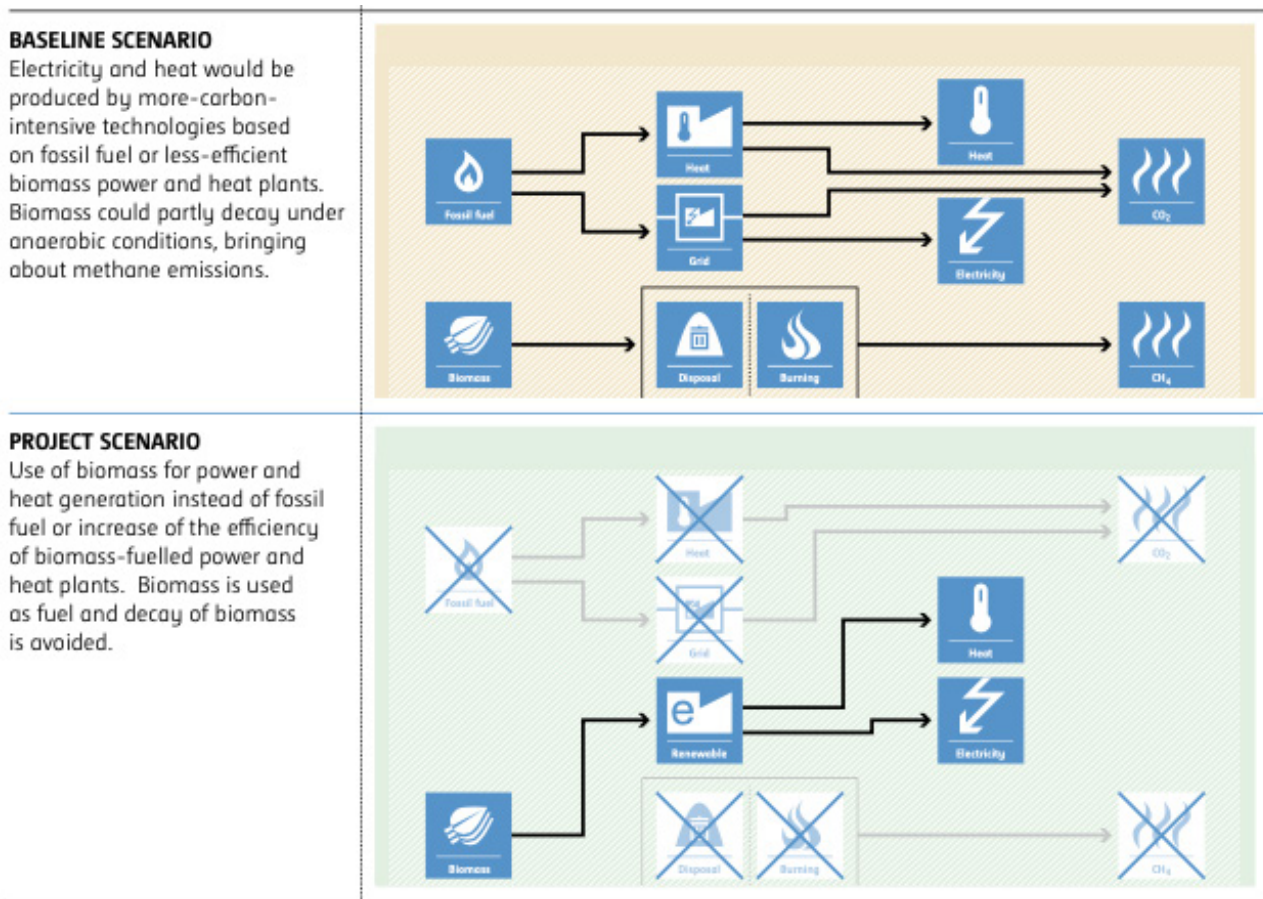 BASELINE SCENARIO
Electricity and heat would be
produced by more-carbon-
intensive technologies based
on fossil fuel or less-efficient
biomass power and heat plants.
Biomass could partly decay under
anaerobic conditions, bringing
about methane emissions.
Fossil fuel
Heat
Grid
Heat
Electricity
CO₂
Biomass
Disposal
Burning
CH₄
PROJECT SCENARIO
Use of biomass for power and
heat generation instead of fossil
fuel or increase of the efficiency
of biomass-fuelled power and
heat plants.  Biomass is used
as fuel and decay of biomass
is avoided.
Fossil fuel
Heat
Grid
CO₂
Heat
e
Renewable
Electricity
Biomass
Disposal
Burning
CH₄